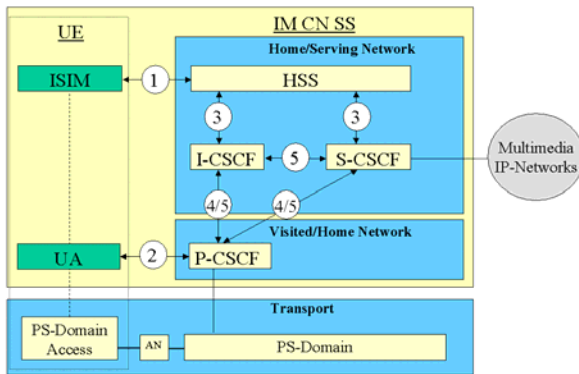 IM CN SS
UE
Home/Serving Network
ISIM
1
HSS
3
3
I-CSCF
5
S-CSCF
Multimedia
IP-Networks
4/5
4/5
Visited/Home Network
UA
2
P-CSCF
Transport
PS-Domain
Access
AN
PS-Domain